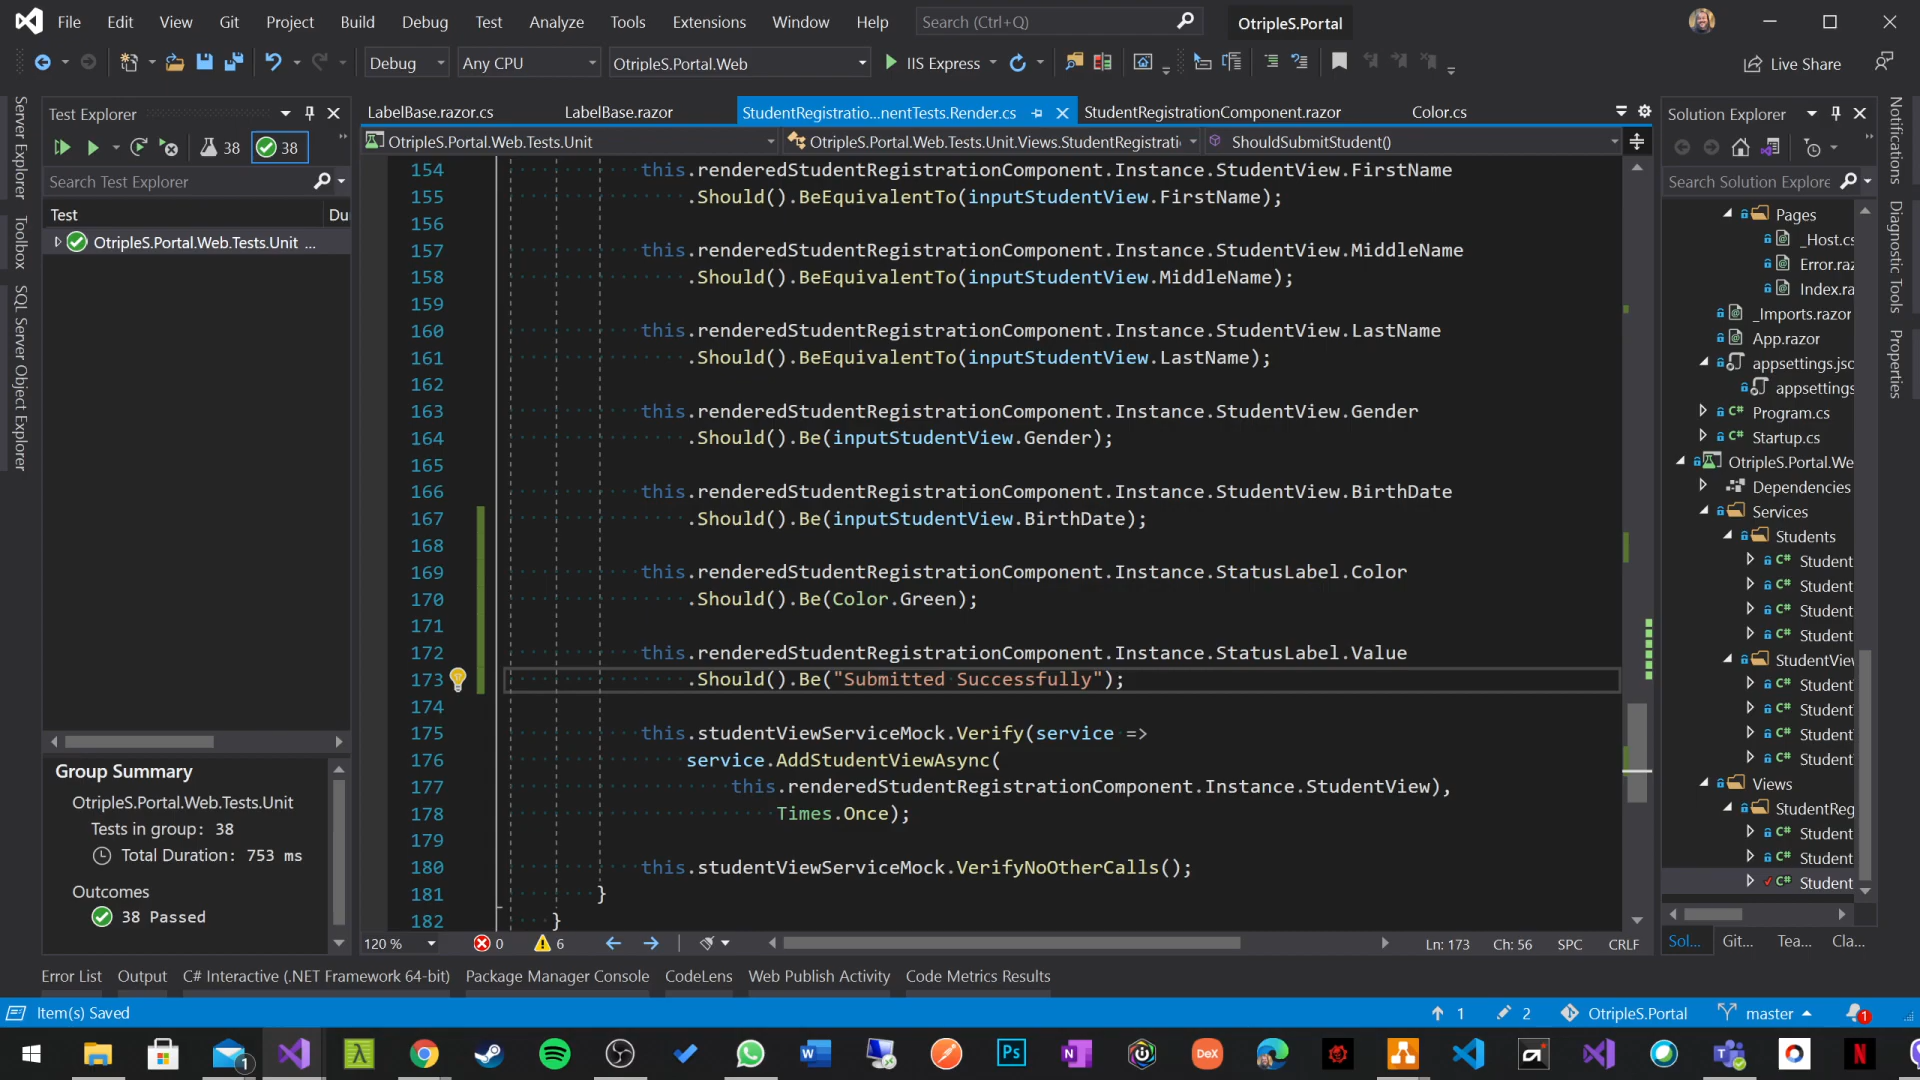 File Edit View Git Project Build Debug Test Analyze Tools Extensions Window Help Search (Ctrl+Q) OtripleS.Portal
Debug Any CPU OtripleS.Portal.Web IIS Express Live Share
Server Explorer
Toolbox
SQL Server Object Explorer
Test Explorer
38 38
Search Test Explorer
Test Du
OtripleS.Portal.Web.Tests.Unit ...
Group Summary
OtripleS.Portal.Web.Tests.Unit
Tests in group: 38
Total Duration: 753 ms
Outcomes
38 Passed
LabelBase.razor.cs LabelBase.razor StudentRegistratio...nentTests.Render.cs StudentRegistrationComponent.razor Color.cs
OtripleS.Portal.Web.Tests.Unit OtripleS.Portal.Web.Tests.Unit.Views.StudentRegistrati ShouldSubmitStudent()
154 this.renderedStudentRegistrationComponent.Instance.StudentView.FirstName
155 .Should().BeEquivalentTo(inputStudentView.FirstName);
156
157 this.renderedStudentRegistrationComponent.Instance.StudentView.MiddleName
158 .Should().BeEquivalentTo(inputStudentView.MiddleName);
159
160 this.renderedStudentRegistrationComponent.Instance.StudentView.LastName
161 .Should().BeEquivalentTo(inputStudentView.LastName);
162
163 this.renderedStudentRegistrationComponent.Instance.StudentView.Gender
164 .Should().Be(inputStudentView.Gender);
165
166 this.renderedStudentRegistrationComponent.Instance.StudentView.BirthDate
167 .Should().Be(inputStudentView.BirthDate);
168
169 this.renderedStudentRegistrationComponent.Instance.StatusLabel.Color
170 .Should().Be(Color.Green);
171
172 this.renderedStudentRegistrationComponent.Instance.StatusLabel.Value
173 .Should().Be("Submitted Successfully");
174
175 this.studentViewServiceMock.Verify(service =>
176 service.AddStudentViewAsync(
177 this.renderedStudentRegistrationComponent.Instance.StudentView),
178 Times.Once);
179
180 this.studentViewServiceMock.VerifyNoOtherCalls();
181 }
182 }
120 % 0 6 Ln: 173 Ch: 56 SPC CRLF
Solution Explorer
Search Solution Explore
Pages
_Host.cs
Error.raz
Index.ra
_Imports.razor
App.razor
appsettings.jsc
appsettings
C# Program.cs
C# Startup.cs
OtripleS.Portal.We
Dependencies
Services
Students
C# Student
C# Student
C# Student
C# Student
StudentView
C# Student
C# Student
C# Student
C# Student
Views
StudentReg
C# Student
C# Student
C# Student
Sol... Git... Tea... Cla...
Notifications
Diagnostic Tools
Properties
Error List Output C# Interactive (.NET Framework 64-bit) Package Manager Console CodeLens Web Publish Activity Code Metrics Results
Item(s) Saved 1 2 OtripleS.Portal master 1
1 W Ps N DeX N